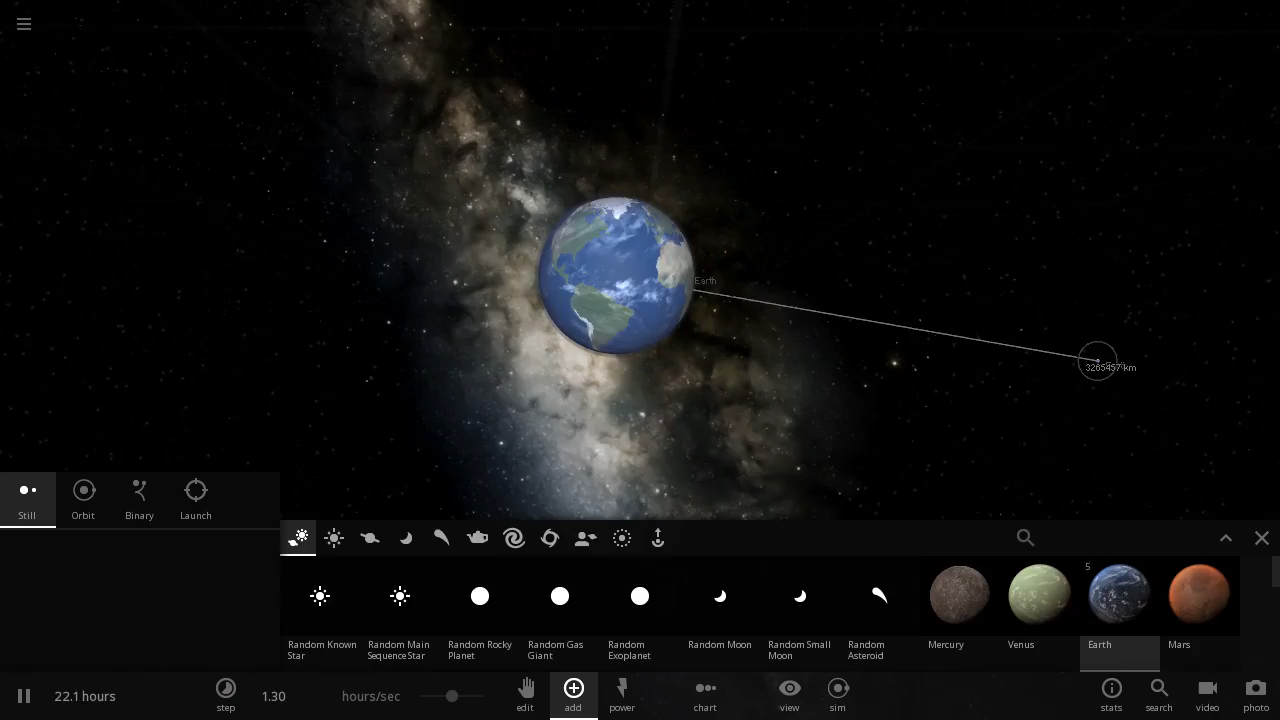 Earth
3265457 km
Still
Orbit
Binary
Launch
5
Random Known
Star
Random Main
Sequence Star
Random Rocky
Planet
Random Gas
Giant
Random
Exoplanet
Random Moon
Random Small
Moon
Random
Asteroid
Mercury
Venus
Earth
Mars
22.1 hours
step
1.30
hours/sec
edit
add
power
chart
view
sim
stats
search
video
photo